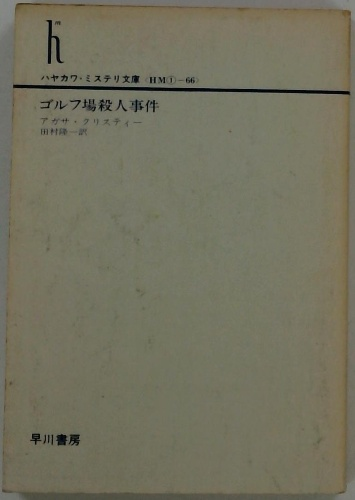 h
ハヤカワ・ミステリ文庫〈HM①—66〉
ゴルフ場殺人事件
アガサ・クリスティー
田村隆一訳
早川書房